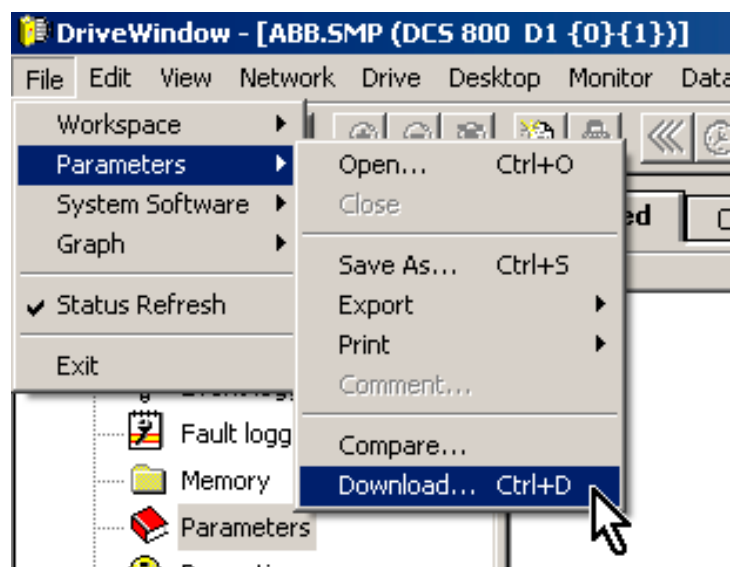 DriveWindow - [ABB.SMP (DCS 800 D1 {0}{1})]
File Edit View Network Drive Desktop Monitor Data
Workspace
Parameters
System Software
Graph
Status Refresh
Exit
Open... Ctrl+O
Close
Save As... Ctrl+S
Export
Print
Comment...
Compare...
Download... Ctrl+D
ed
Fault logg
Memory
Parameters